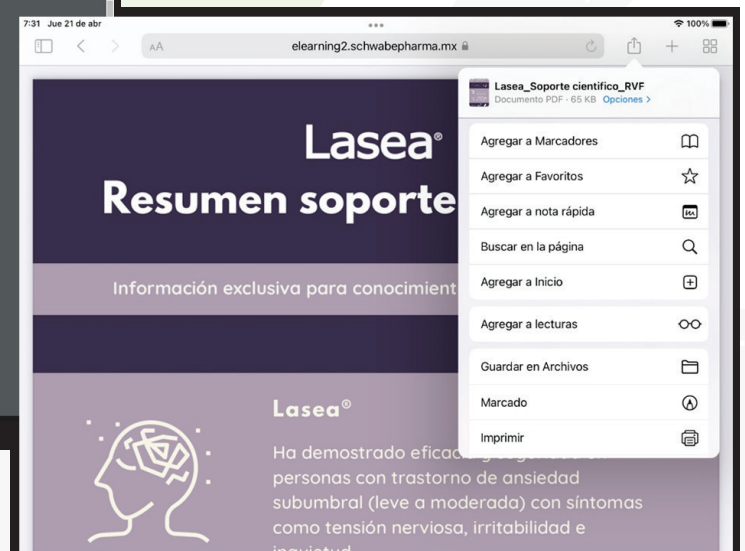 7:31 Jue 21 de abr
100%
AA
elearning2.schwabepharma.mx
Lasea_Soporte cientifico_RVF
Documento PDF · 65 KB Opciones >
Agregar a Marcadores
Agregar a Favoritos
Agregar a nota rápida
Buscar en la página
Agregar a Inicio
Agregar a lecturas
Guardar en Archivos
Marcado
Imprimir
Lasea®
Resumen soporte
Información exclusiva para conocimient
Lasea®
Ha demostrado
personas con trastorno de ansiedad
subumbral (leve a moderada) con síntomas
como tensión nerviosa, irritabilidad e